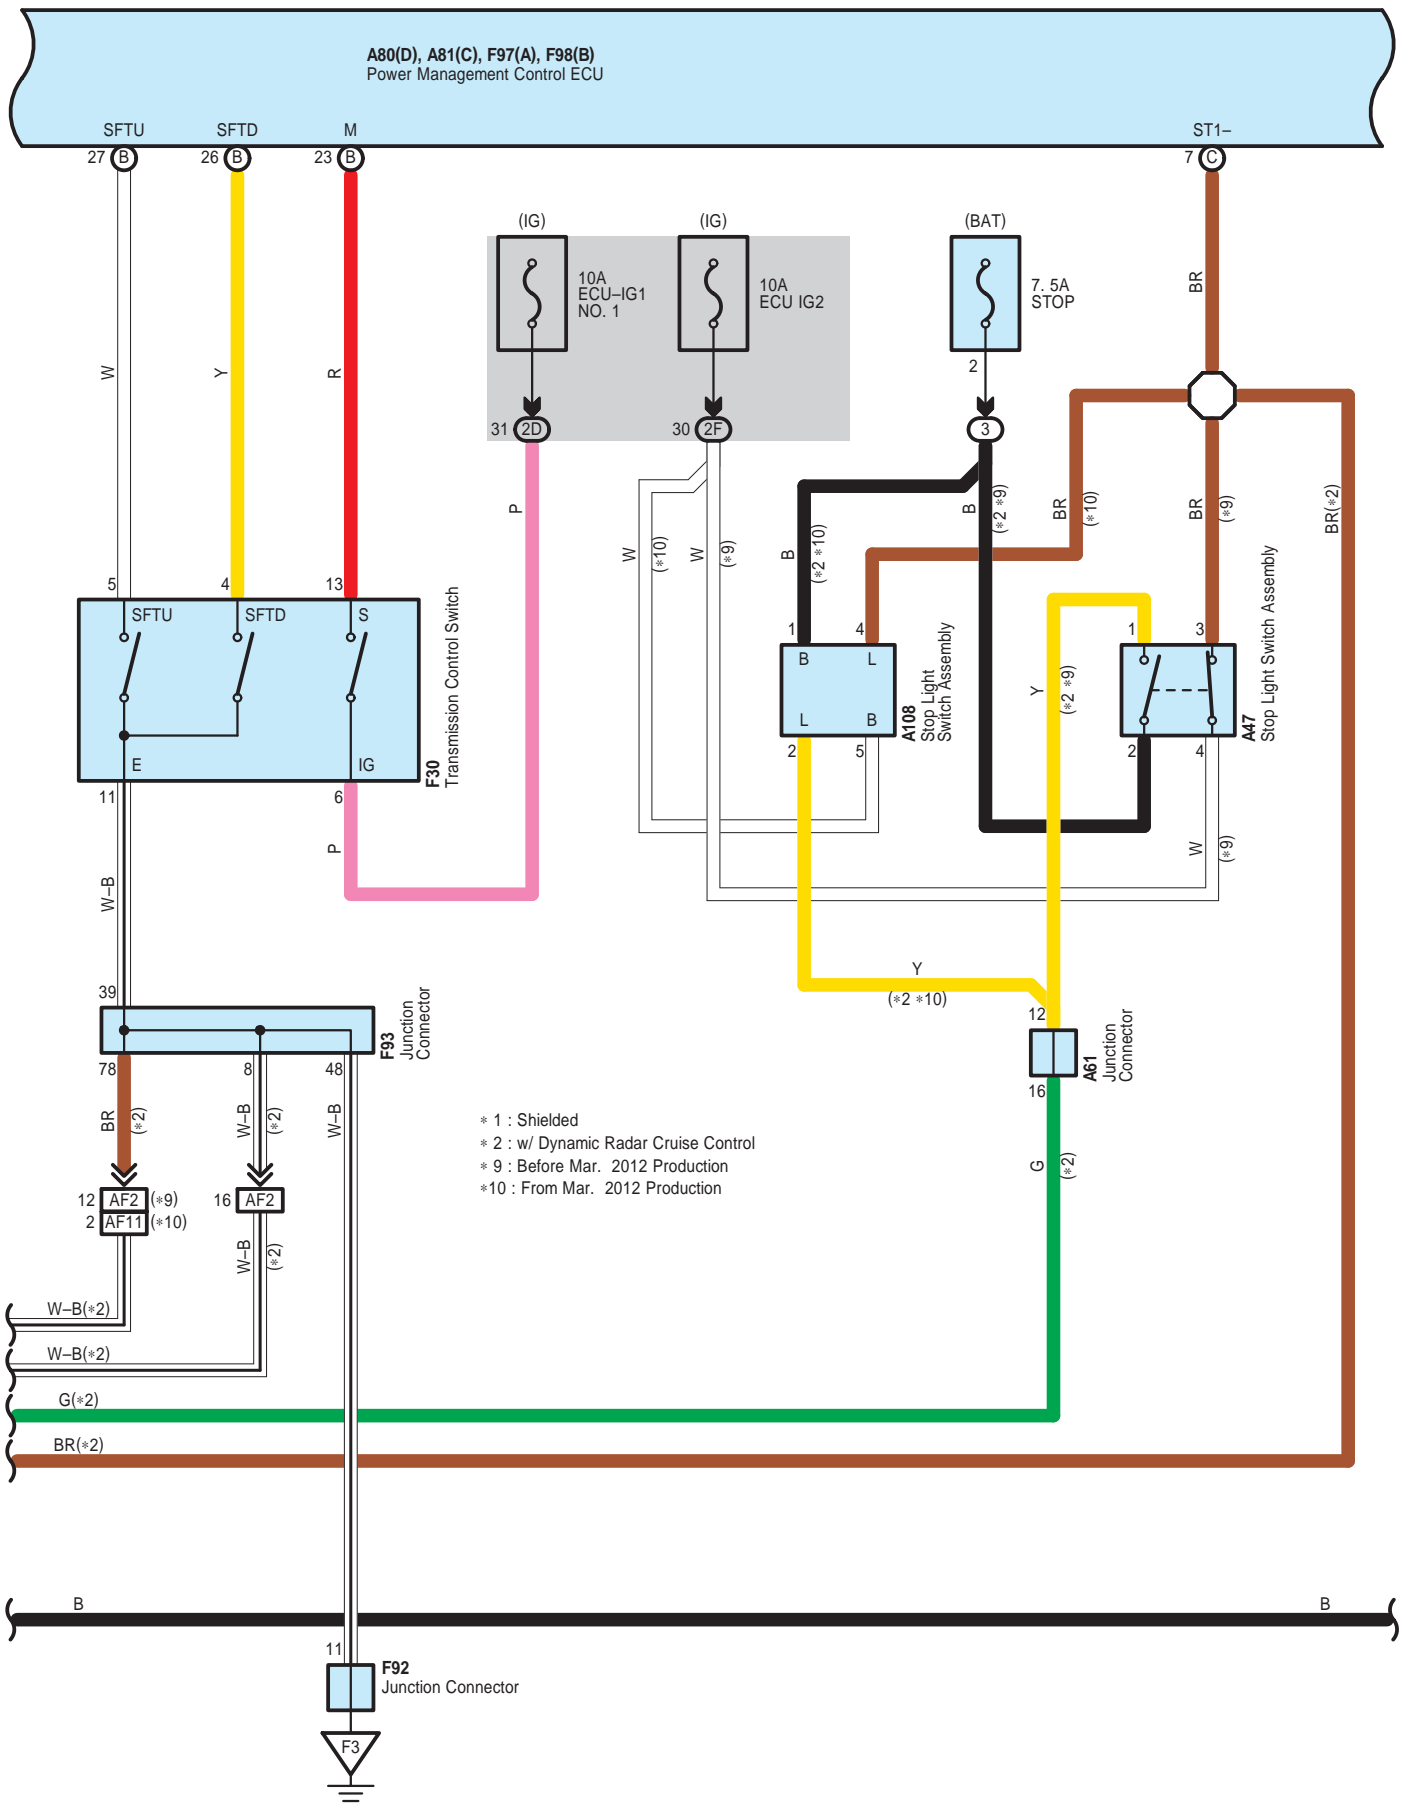 A80(D), A81(C), F97(A), F98(B)
Power Management Control ECU
SFTU
SFTD
M
ST1–
27
B
26
B
23
B
7
C
(IG)
(IG)
(BAT)
10A
ECU–IG1
NO. 1
10A
ECU IG2
7. 5A
STOP
BR
W
Y
R
2
31
2D
30
2F
3
P
W
(∗10)
W
(∗9)
B
(∗2 ∗10)
B
(∗2 ∗9)
BR
(∗10)
BR
(∗9)
BR(∗2)
5
4
13
SFTU
SFTD
S
E
IG
F30
Transmission Control Switch
11
6
1
4
B
L
L
B
2
5
A108
Stop Light
Switch Assembly
Y
(∗2 ∗9)
1
3
2
4
A47
Stop Light Switch Assembly
W–B
P
W
(∗9)
Y
(∗2 ∗10)
39
F93
Junction
Connector
12
A61
Junction
Connector
78
8
48
16
BR
(∗2)
W–B
(∗2)
W–B
G
(∗2)
∗ 1 : Shielded
∗ 2 : w/ Dynamic Radar Cruise Control
∗ 9 : Before Mar. 2012 Production
∗10 : From Mar. 2012 Production
12
AF2
(∗9)
2
AF11
(∗10)
16
AF2
W–B
(∗2)
W–B(∗2)
W–B(∗2)
G(∗2)
BR(∗2)
B
B
11
F92
Junction Connector
F3